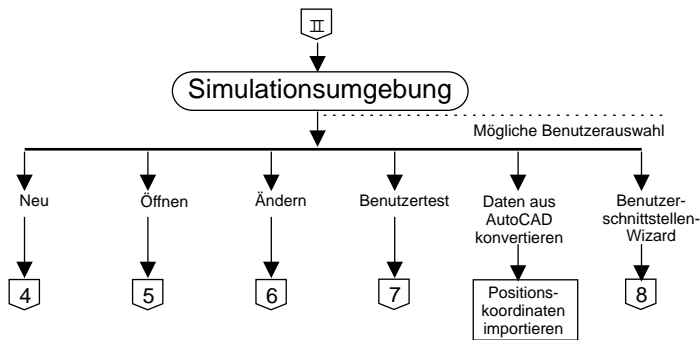 II
Simulationsumgebung
Mögliche Benutzerauswahl
Neu
Öffnen
Ändern
Benutzertest
Daten aus
AutoCAD
konvertieren
Benutzer-
schnittstellen-
Wizard
4
5
6
7
Positions-
koordinaten
importieren
8